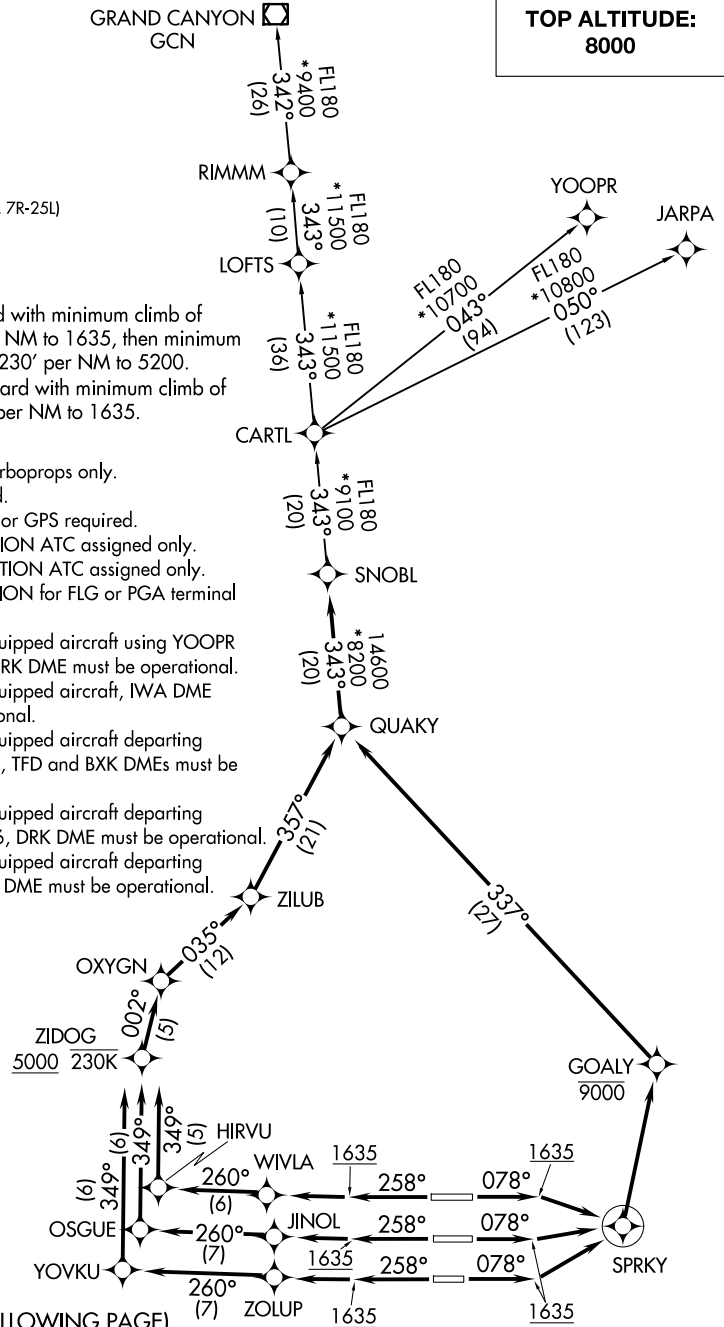 GRAND CANYON
GCN
TOP ALTITUDE:
8000
FL180
*9400
342°
(26)
RIMMM
7R-25L)
FL180
*11500
343°
(10)
YOOPR
JARPA
LOFTS
FL180
*10700
043°
(94)
FL180
*10800
050°
(123)
d with minimum climb of
NM to 1635, then minimum
230' per NM to 5200.
ard with minimum climb of
per NM to 1635.
FL180
*11500
343°
(36)
CARTL
rboprops only.
d.
or GPS required.
TION ATC assigned only.
TION ATC assigned only.
ION for FLG or PGA terminal
FL180
*9100
343°
(20)
SNOBL
uipped aircraft using YOOPR
RK DME must be operational.
uipped aircraft, IWA DME
onal.
uipped aircraft departing
, TFD and BXK DMEs must be
14600
*8200
343°
(20)
QUAKY
uipped aircraft departing
6, DRK DME must be operational.
uipped aircraft departing
DME must be operational.
357°
(21)
337°
(27)
ZILUB
035°
(12)
OXYGN
002°
(5)
ZIDOG
5000 230K
GOALY
9000
349°
(6)
349°
(6)
349°
(5)
HIRVU
WIVLA
260°
(6)
1635
258°
078°
1635
OSGUE
260°
(7)
JINOL
1635
258°
078°
SPRKY
YOVKU
260°
(7)
ZOLUP
1635
258°
078°
1635
LLOWING PAGE)